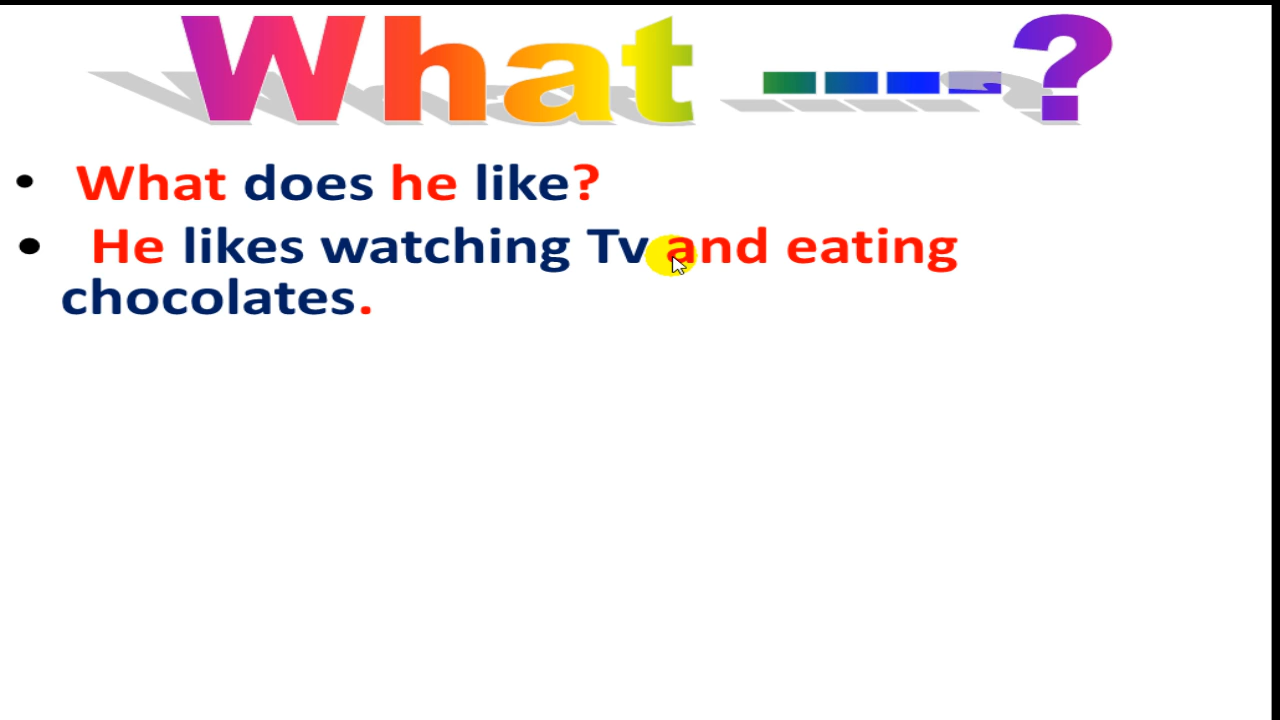 What ----?
• What does he like?
• He likes watching Tv and eating
chocolates.